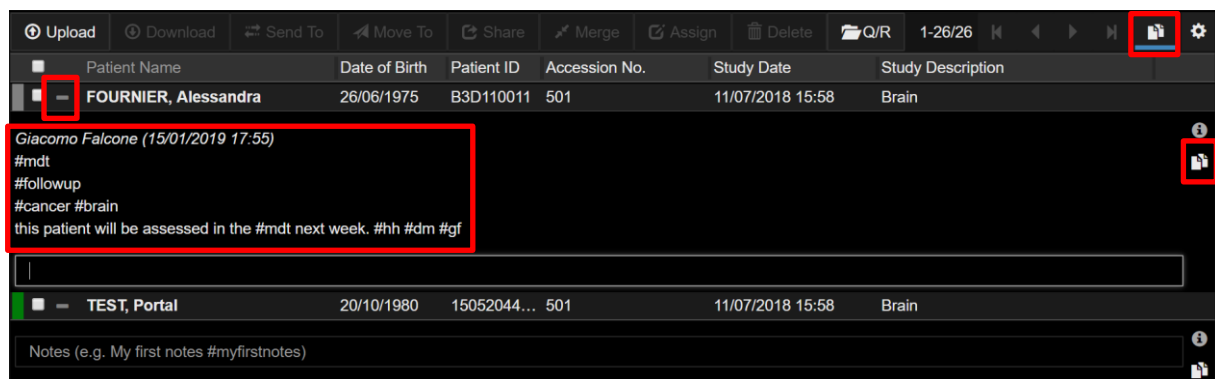 Upload Download Send To Move To Share Merge Assign Delete Q/R 1-26/26
Patient Name Date of Birth Patient ID Accession No. Study Date Study Description
FOURNIER, Alessandra 26/06/1975 B3D110011 501 11/07/2018 15:58 Brain
Giacomo Falcone (15/01/2019 17:55)
#mdt
#followup
#cancer #brain
this patient will be assessed in the #mdt next week. #hh #dm #gf
TEST, Portal 20/10/1980 15052044... 501 11/07/2018 15:58 Brain
Notes (e.g. My first notes #myfirstnotes)